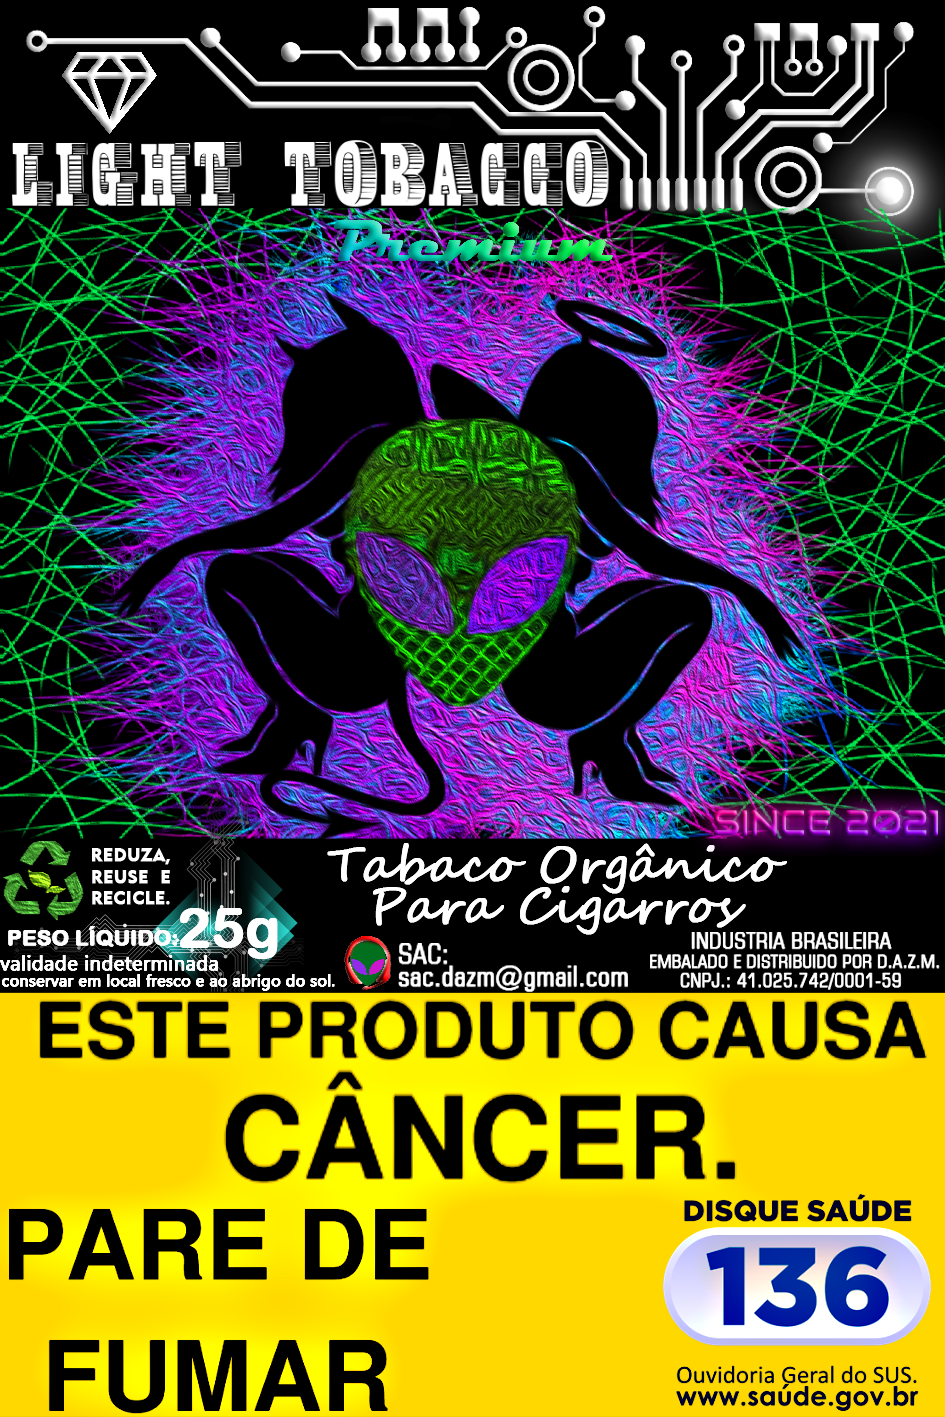 LIGHT TOBACCO
Premium
SINCE 2021
REDUZA,
REUSE E
RECICLE.
PESO LÍQUIDO: 25g
validade indeterminada
conservar em local fresco e ao abrigo do sol.
Tabaco Orgânico
Para Cigarros
SAC:
sac.dazm@gmail.com
INDUSTRIA BRASILEIRA
EMBALADO E DISTRIBUIDO POR D.A.Z.M.
CNPJ.: 41.025.742/0001-59
ESTE PRODUTO CAUSA
CÂNCER.
PARE DE
FUMAR
DISQUE SAÚDE
136
Ouvidoria Geral do SUS.
www.saúde.gov.br